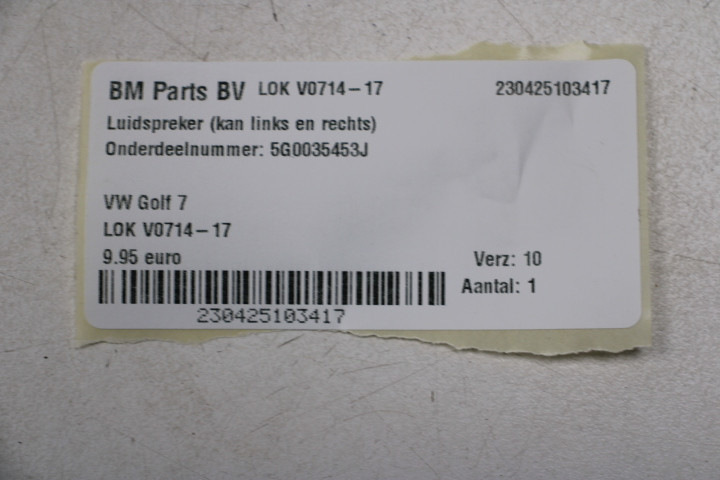 BM Parts BV LOK V0714-17 230425103417
Luidspreker (kan links en rechts)
Onderdeelnummer: 5G0035453J
VW Golf 7
LOK V0714-17
9.95 euro Verz: 10
Aantal: 1
230425103417